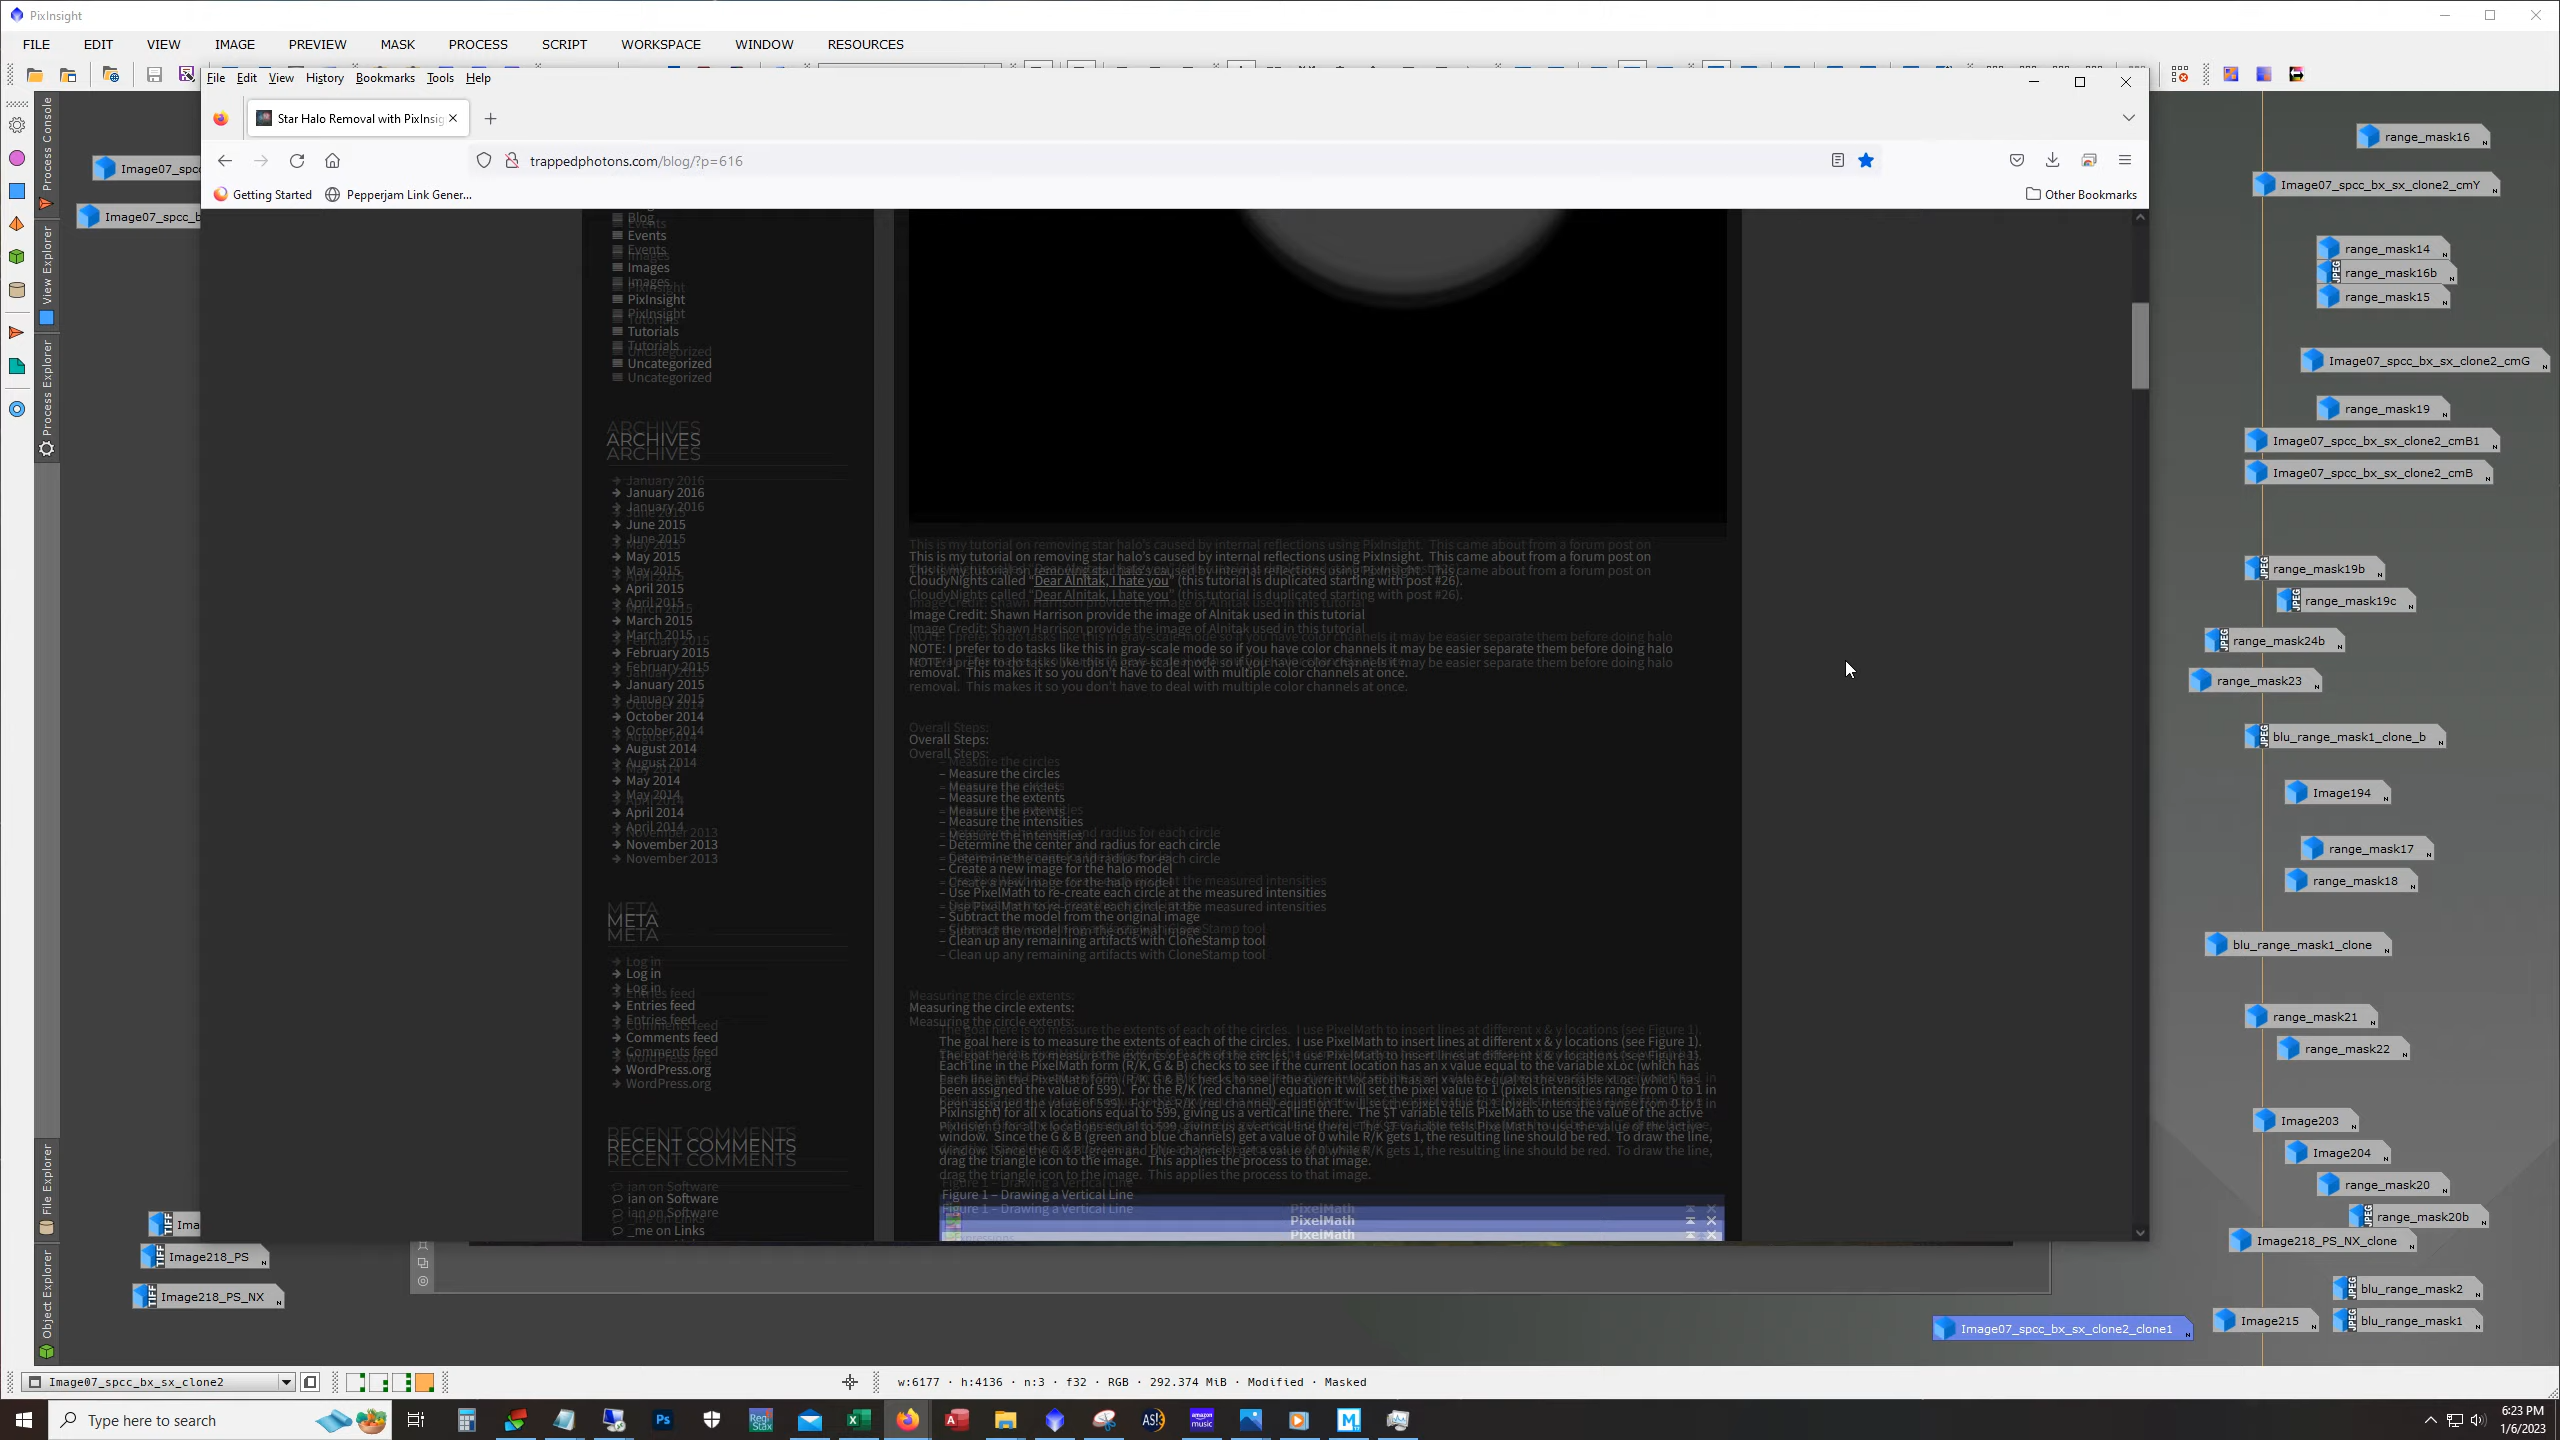 PixInsight
FILE EDIT VIEW IMAGE PREVIEW MASK PROCESS SCRIPT WORKSPACE WINDOW RESOURCES
File Edit View History Bookmarks Tools Help
Star Halo Removal with PixInsig
trappedphotons.com/blog/?p=616
Getting Started
Pepperjam Link Gener...
Other Bookmarks
Process Console
View Explorer
Process Explorer
File Explorer
Object Explorer
Image07_spc
Image07_spcc_b
Ima
Image218_PS
Image218_PS_NX
Blog
Events
Images
PixInsight
Tutorials
Uncategorized
ARCHIVES
January 2016
June 2015
May 2015
April 2015
March 2015
February 2015
January 2015
October 2014
August 2014
May 2014
April 2014
November 2013
META
Log in
Entries feed
Comments feed
WordPress.org
RECENT COMMENTS
ian on Software
_me on Links
This is my tutorial on removing star halo's caused by internal reflections using PixInsight. This came about from a forum post on
CloudyNights called “Dear Alnitak, I hate you” (this tutorial is duplicated starting with post #26).
Image Credit: Shawn Harrison provide the image of Alnitak used in this tutorial
NOTE: I prefer to do tasks like this in gray-scale mode so if you have color channels it may be easier separate them before doing halo
removal. This makes it so you don't have to deal with multiple color channels at once.
Overall Steps:
– Measure the circles
– Measure the extents
– Measure the intensities
– Determine the center and radius for each circle
– Create a new image for the halo model
– Use PixelMath to re-create each circle at the measured intensities
– Subtract the model from the original image
– Clean up any remaining artifacts with CloneStamp tool
Measuring the circle extents:
The goal here is to measure the extents of each of the circles. I use PixelMath to insert lines at different x & y locations (see Figure 1).
Each line in the PixelMath form (R/K, G & B) checks to see if the current location has an x value equal to the variable xLoc (which has
been assigned the value of 599). For the R/K (red channel) equation it will set the pixel value to 1 (pixels intensities range from 0 to 1 in
PixInsight) for all x locations equal to 599, giving us a vertical line there. The $T variable tells PixelMath to use the value of the active
window. Since the G & B (green and blue channels) get a value of 0 while R/K gets 1, the resulting line should be red. To draw the line,
drag the triangle icon to the image. This applies the process to that image.
Figure 1 – Drawing a Vertical Line
PixelMath
range_mask16
Image07_spcc_bx_sx_clone2_cmY
range_mask14
range_mask16b
range_mask15
Image07_spcc_bx_sx_clone2_cmG
range_mask19
Image07_spcc_bx_sx_clone2_cmB1
Image07_spcc_bx_sx_clone2_cmB
range_mask19b
range_mask19c
range_mask24b
range_mask23
blu_range_mask1_clone_b
Image194
range_mask17
range_mask18
blu_range_mask1_clone
range_mask21
range_mask22
Image203
Image204
range_mask20
range_mask20b
Image218_PS_NX_clone
blu_range_mask2
Image215
blu_range_mask1
Image07_spcc_bx_sx_clone2_clone1
Image07_spcc_bx_sx_clone2
w:6177 · h:4136 · n:3 · f32 · RGB · 292.374 MiB · Modified · Masked
Type here to search
6:23 PM
1/6/2023